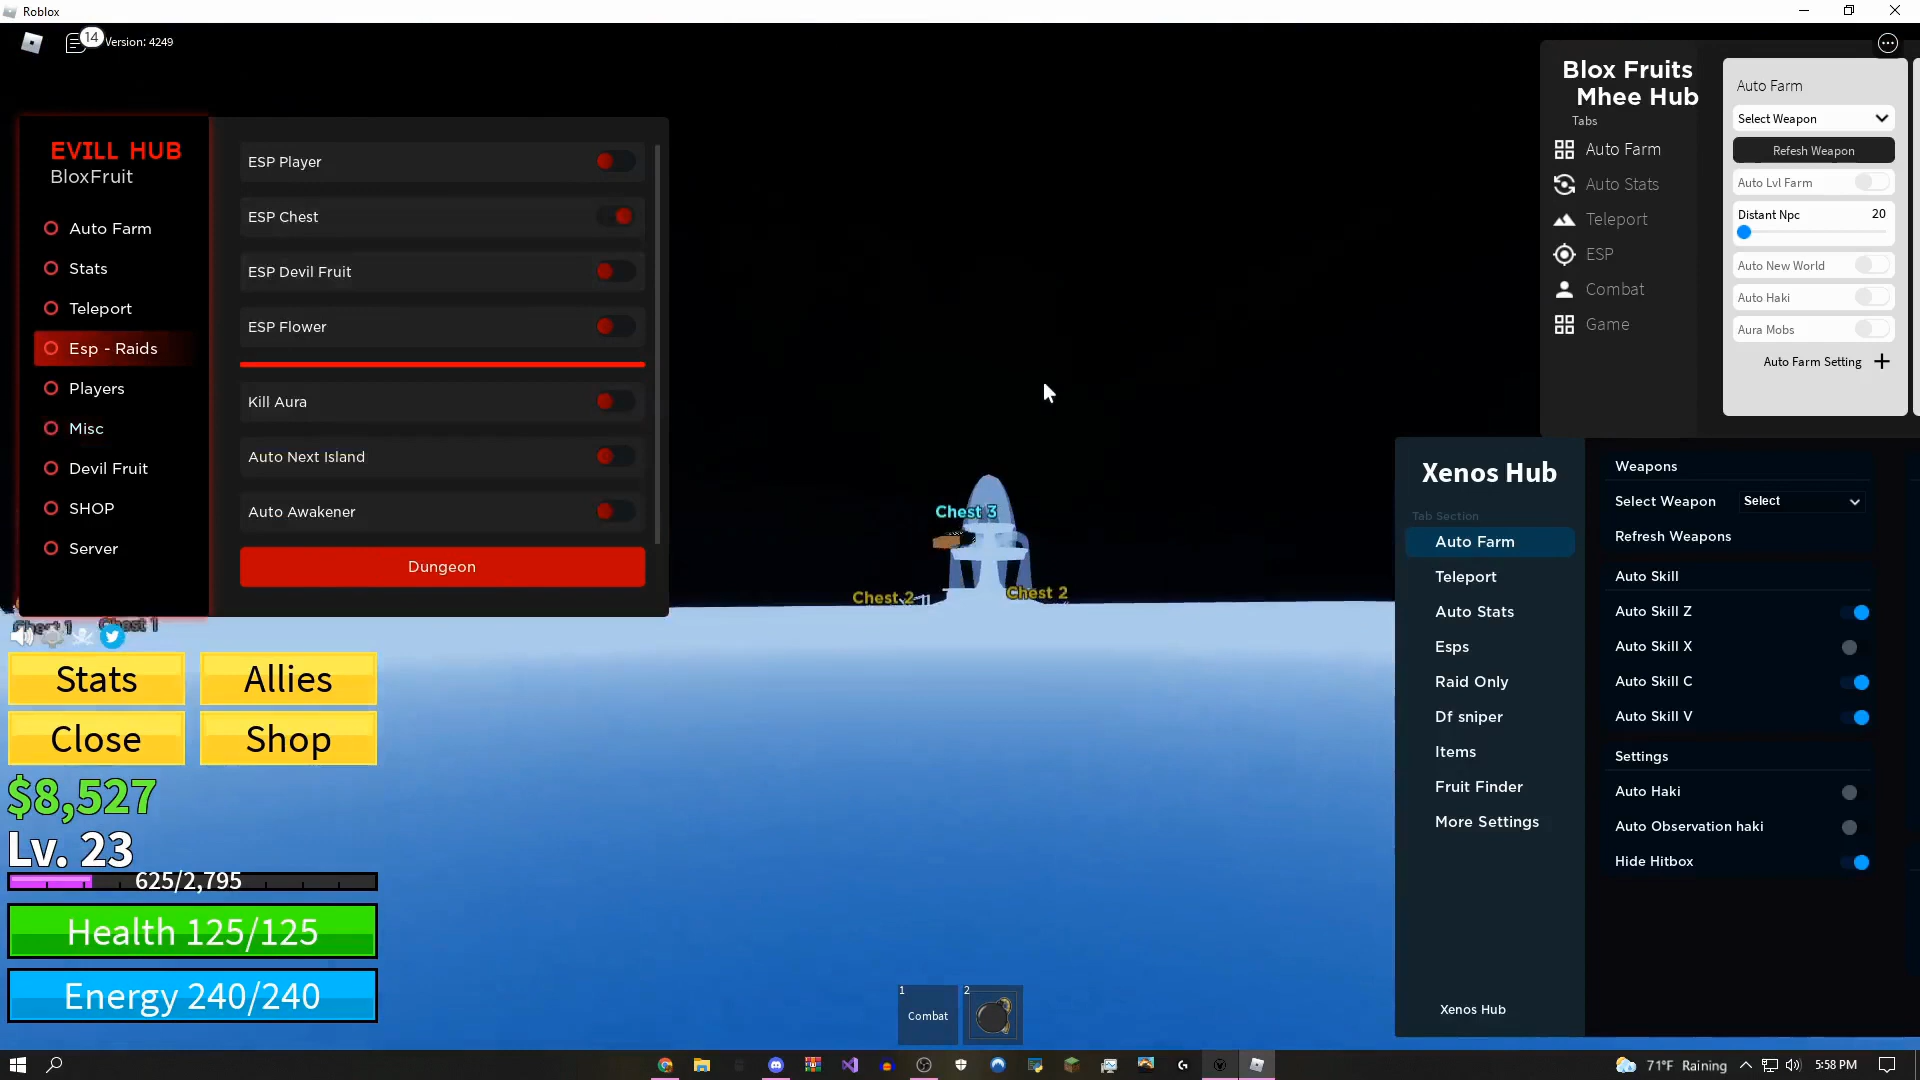 Roblox
14
Version: 4249
EVILL HUB
BloxFruit
Auto Farm
Stats
Teleport
Esp - Raids
Players
Misc
Devil Fruit
SHOP
Server
ESP Player
ESP Chest
ESP Devil Fruit
ESP Flower
Kill Aura
Auto Next Island
Auto Awakener
Dungeon
Blox Fruits
Mhee Hub
Tabs
Auto Farm
Auto Stats
Teleport
ESP
Combat
Game
Auto Farm
Select Weapon
Refesh Weapon
Auto Lvl Farm
Distant Npc 20
Auto New World
Auto Haki
Aura Mobs
Auto Farm Setting
Chest 3
Chest 2
Chest 2
Chest 1
Chest 1
Xenos Hub
Tab Section
Auto Farm
Teleport
Auto Stats
Esps
Raid Only
Df sniper
Items
Fruit Finder
More Settings
Xenos Hub
Weapons
Select Weapon Select
Refresh Weapons
Auto Skill
Auto Skill Z
Auto Skill X
Auto Skill C
Auto Skill V
Settings
Auto Haki
Auto Observation haki
Hide Hitbox
Stats Allies
Close Shop
$8,527
Lv. 23
625/2,795
Health 125/125
Energy 240/240
1 2
Combat
71°F Raining
5:58 PM